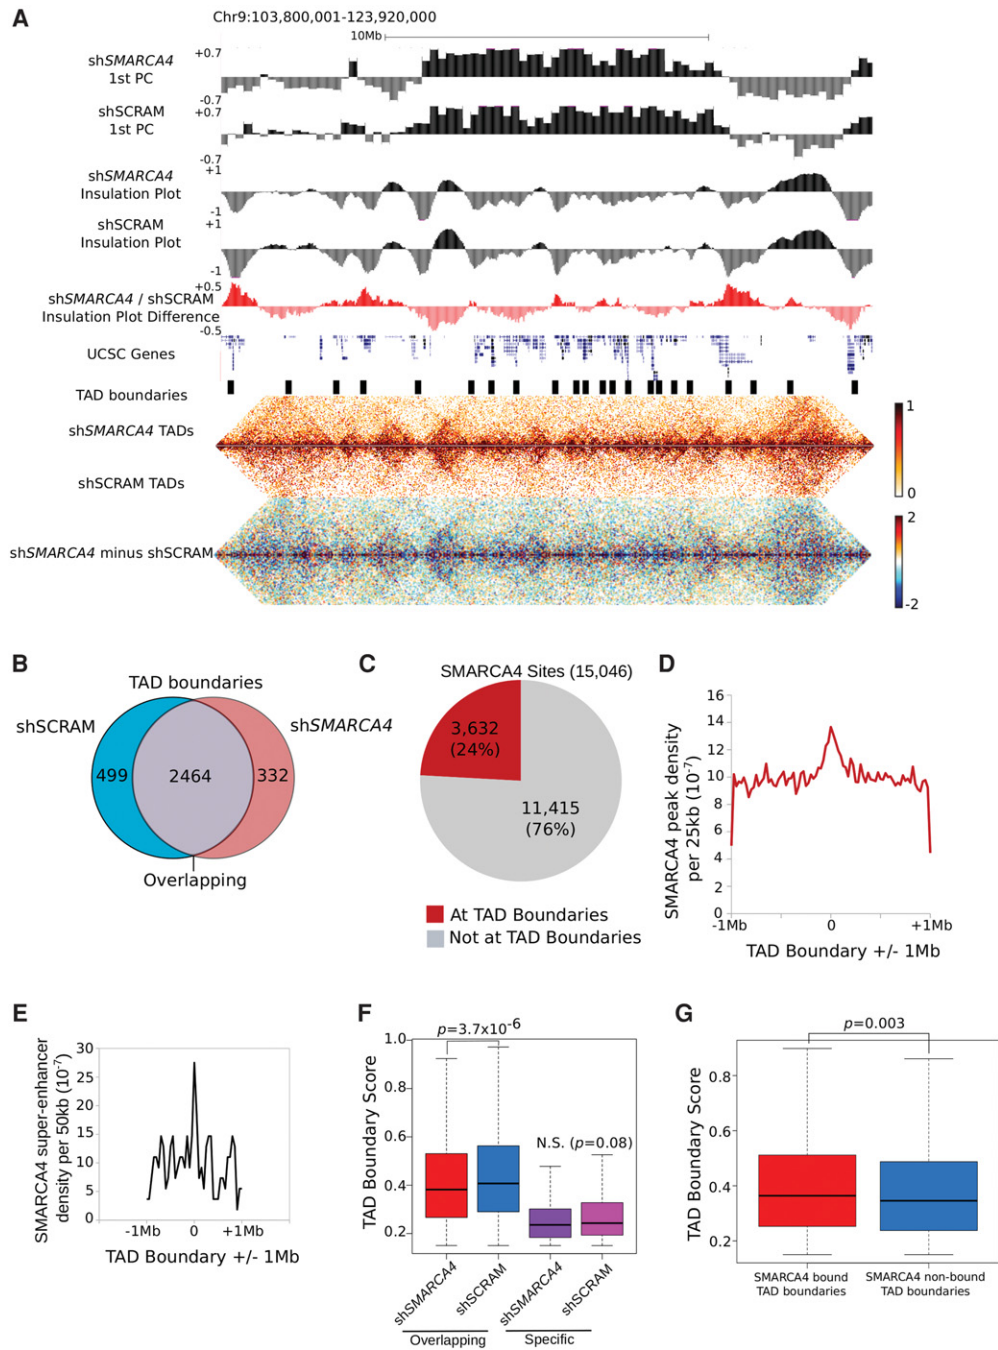 A
Chr9:103,800,001-123,920,000
10Mb
shSMARCA4
1st PC
+0.7
-0.7
shSCRAM
1st PC
+0.7
-0.7
shSMARCA4
Insulation Plot
+1
-1
shSCRAM
Insulation Plot
+1
-1
shSMARCA4 / shSCRAM
Insulation Plot Difference
+0.5
-0.5
UCSC Genes
TAD boundaries
shSMARCA4 TADs
shSCRAM TADs
1
0
shSMARCA4 minus shSCRAM
2
-2
B
TAD boundaries
shSCRAM
shSMARCA4
499
2464
332
Overlapping
C
SMARCA4 Sites (15,046)
3,632
(24%)
11,415
(76%)
At TAD Boundaries
Not at TAD Boundaries
D
SMARCA4 peak density
per 25kb (10-7)
16
14
12
10
8
6
4
2
0
-1Mb
0
+1Mb
TAD Boundary +/- 1Mb
E
SMARCA4 super-enhancer
density per 50kb (10-7)
30
25
20
15
10
5
0
-1Mb
0
+1Mb
TAD Boundary +/- 1Mb
F
p=3.7x10-6
TAD Boundary Score
1.0
0.8
0.6
0.4
0.2
N.S. (p=0.08)
shSMARCA4
shSCRAM
shSMARCA4
shSCRAM
Overlapping
Specific
G
p=0.003
TAD Boundary Score
0.8
0.6
0.4
0.2
SMARCA4 bound
TAD boundaries
SMARCA4 non-bound
TAD boundaries